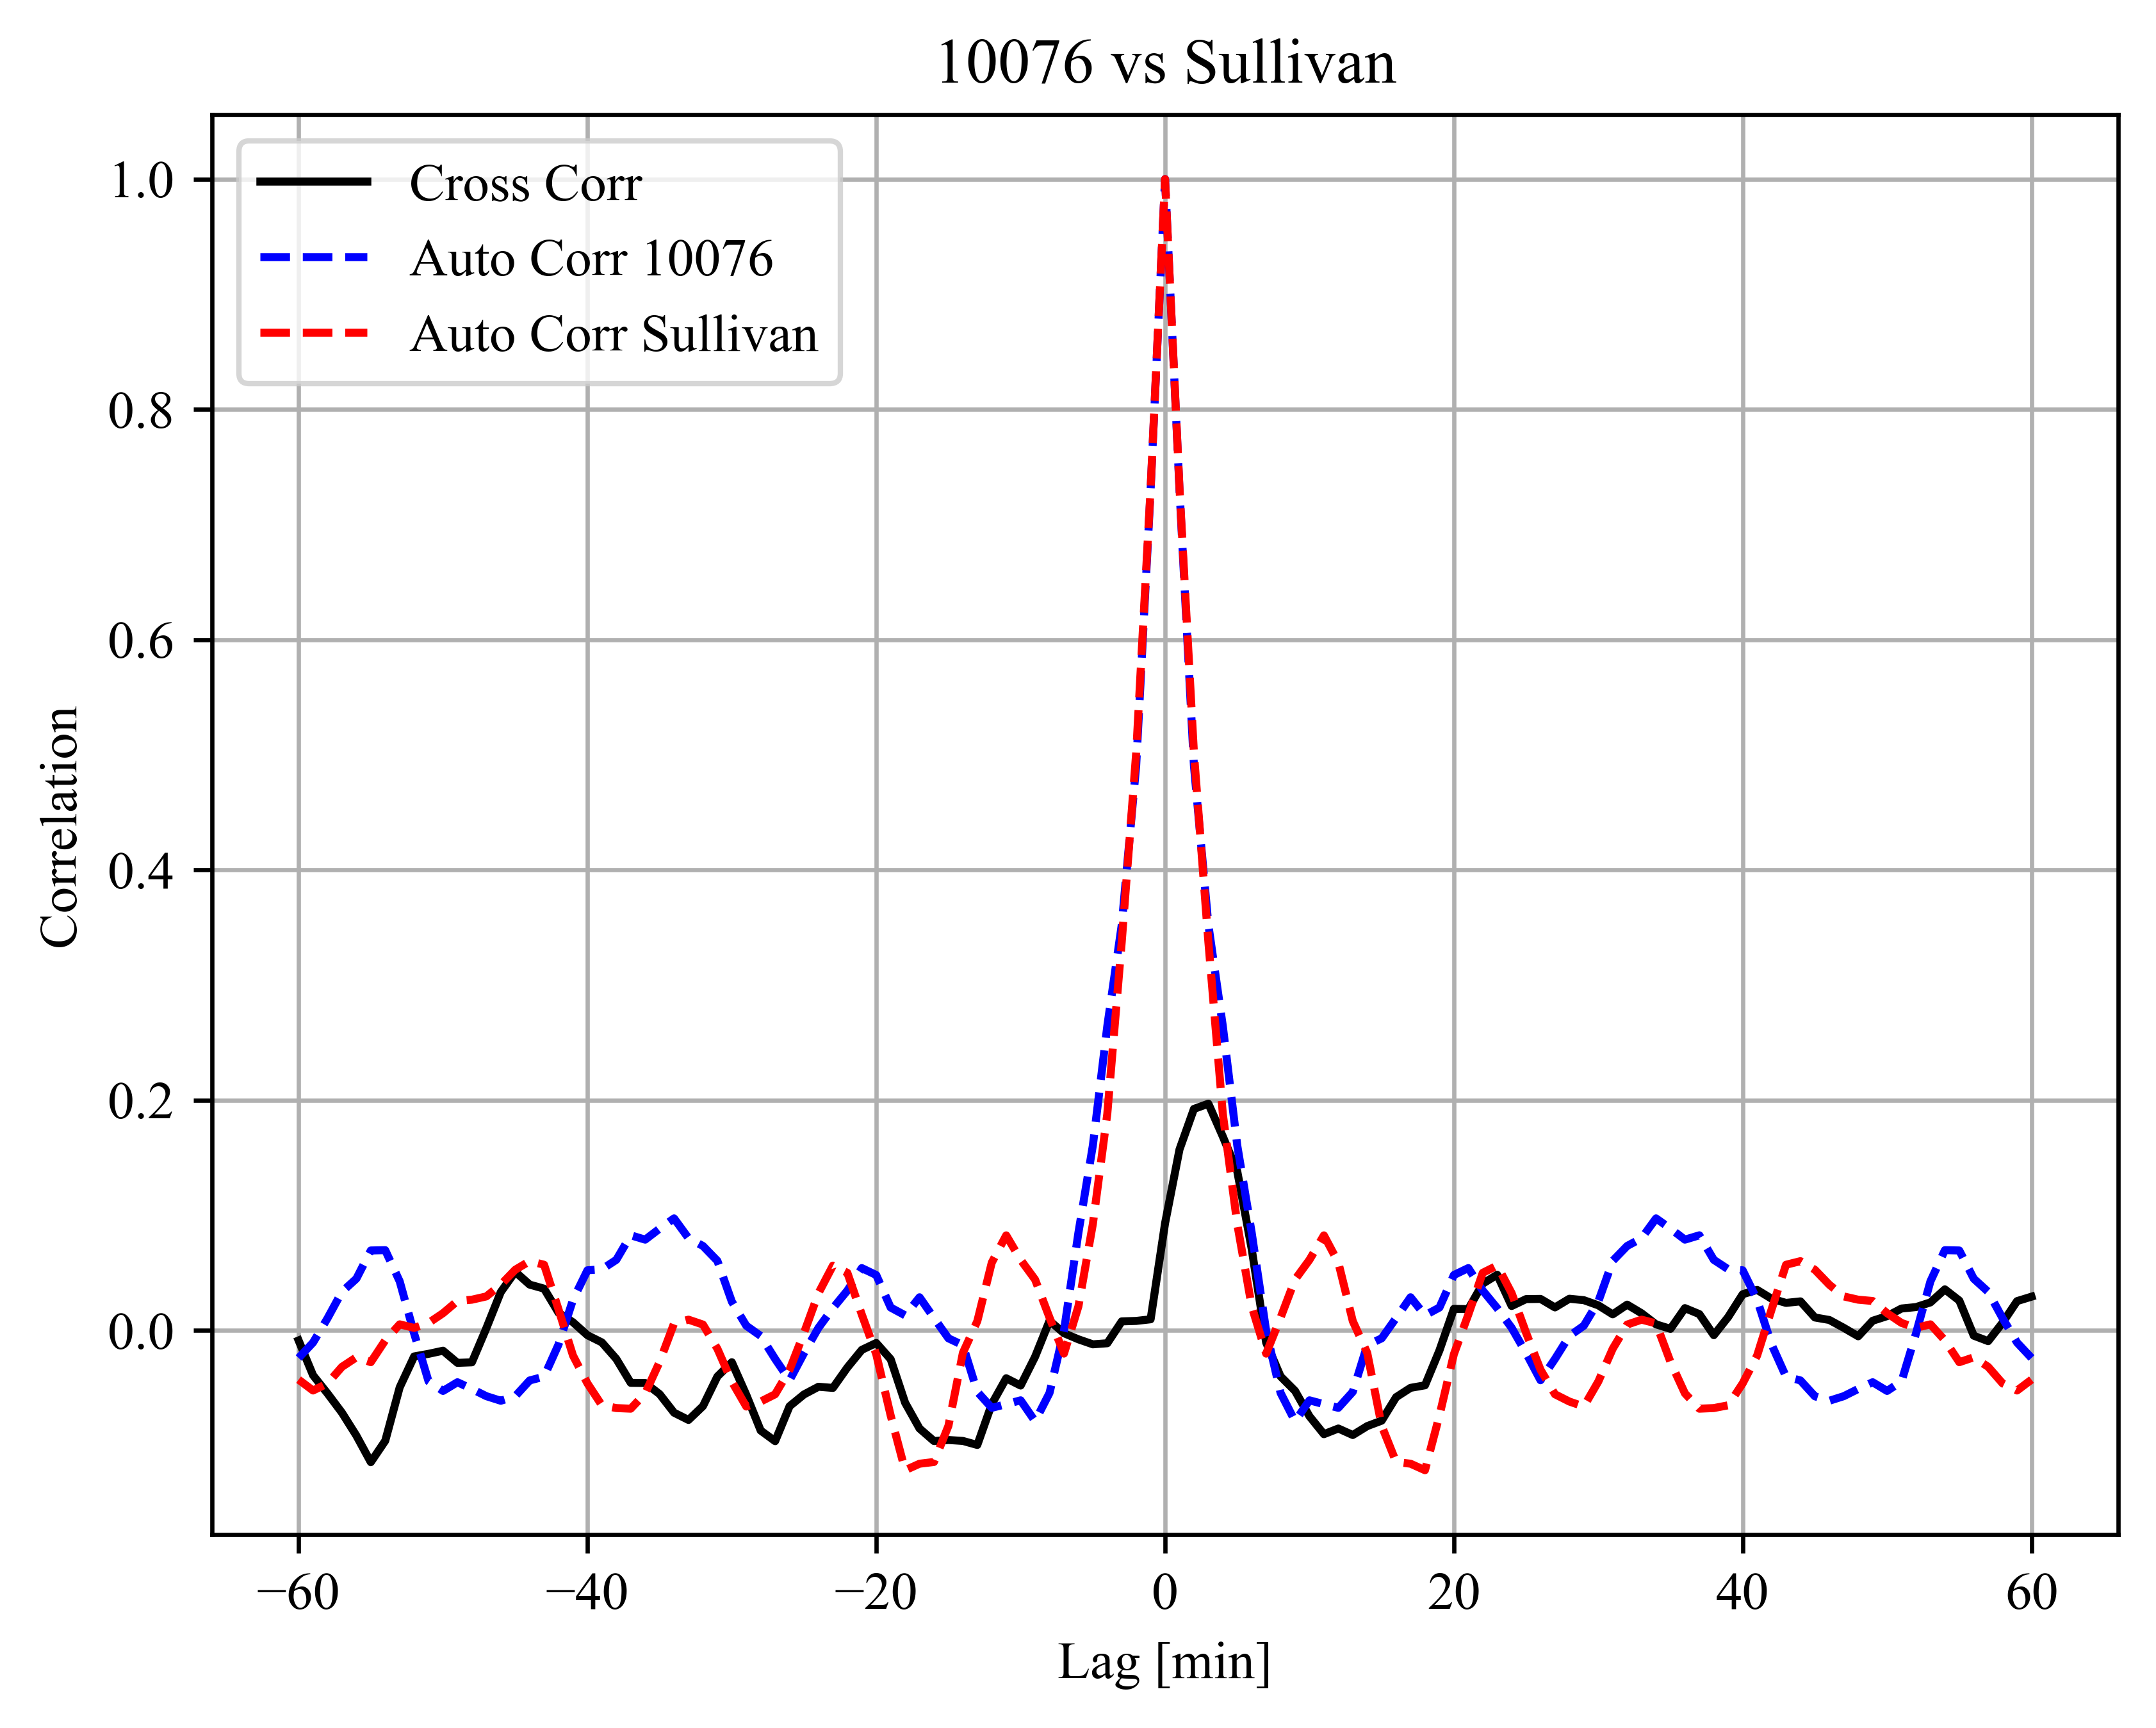 10076 vs Sullivan
Cross Corr
Auto Corr 10076
Auto Corr Sullivan
1.0
0.8
0.6
0.4
0.2
0.0
Correlation
−60 −40 −20 0 20 40 60
Lag [min]